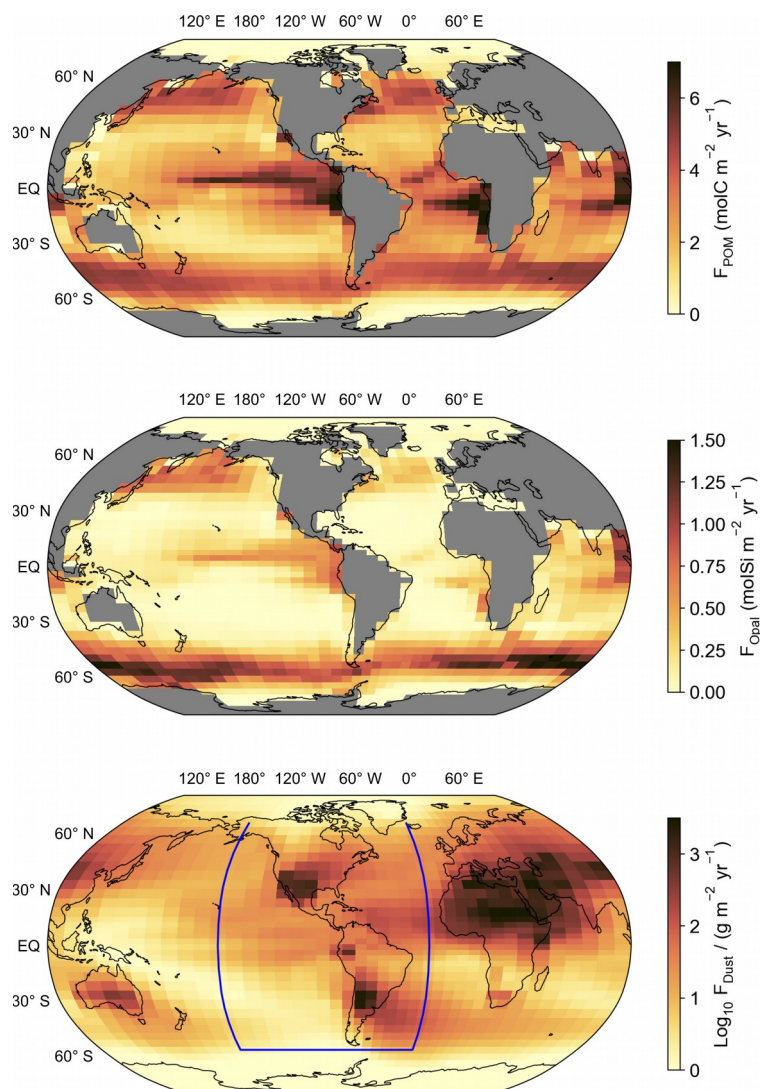 120° E 180° 120° W 60° W 0° 60° E
60° N
30° N
EQ
30° S
60° S
6
4
2
0
F_POM (molC m⁻² yr⁻¹)
120° E 180° 120° W 60° W 0° 60° E
60° N
30° N
EQ
30° S
60° S
1.50
1.25
1.00
0.75
0.50
0.25
0.00
F_Opal (molSi m⁻² yr⁻¹)
120° E 180° 120° W 60° W 0° 60° E
60° N
30° N
EQ
30° S
60° S
3
2
1
0
Log₁₀ F_Dust / (g m⁻² yr⁻¹)